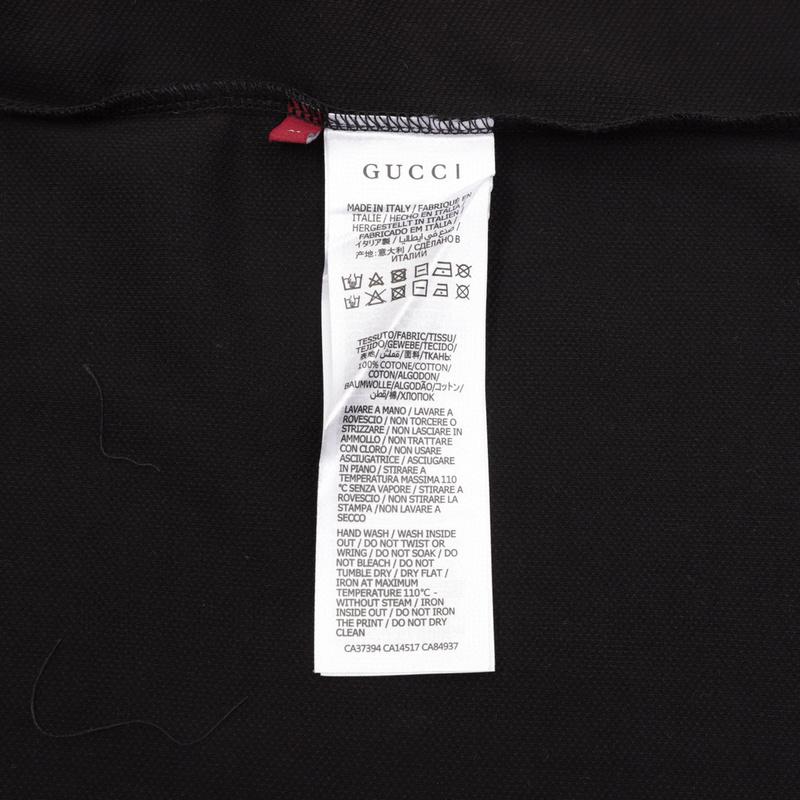 GUCCI
MADE IN ITALY / FABRIQUÉ EN
ITALIE / HECHO EN ITALIA /
HERGESTELLT IN ITALIEN /
FABRICADO EM ITÁLIA /
イタリア製 / صنع في إيطاليا /
产地:意大利 / СДЕЛАНО В
ИТАЛИИ
TESSUTO/FABRIC/TISSU/
TEJIDO/GEWEBE/TECIDO/
表地/قماش/面料/ТКАНЬ:
100% COTONE/COTTON/
COTON/ALGODON/
BAUMWOLLE/ALGODÃO/コットン/
قطن/棉/ХЛОПОК
LAVARE A MANO / LAVARE A
ROVESCIO / NON TORCERE O
STRIZZARE / NON LASCIARE IN
AMMOLLO / NON TRATTARE
CON CLORO / NON USARE
ASCIUGATRICE / ASCIUGARE
IN PIANO / STIRARE A
TEMPERATURA MASSIMA 110
°C SENZA VAPORE / STIRARE A
ROVESCIO / NON STIRARE LA
STAMPA /NON LAVARE A
SECCO
HAND WASH / WASH INSIDE
OUT / DO NOT TWIST OR
WRING / DO NOT SOAK / DO
NOT BLEACH / DO NOT
TUMBLE DRY / DRY FLAT /
IRON AT MAXIMUM
TEMPERATURE 110°C -
WITHOUT STEAM / IRON
INSIDE OUT / DO NOT IRON
THE PRINT / DO NOT DRY
CLEAN
CA37394 CA14517 CA84937